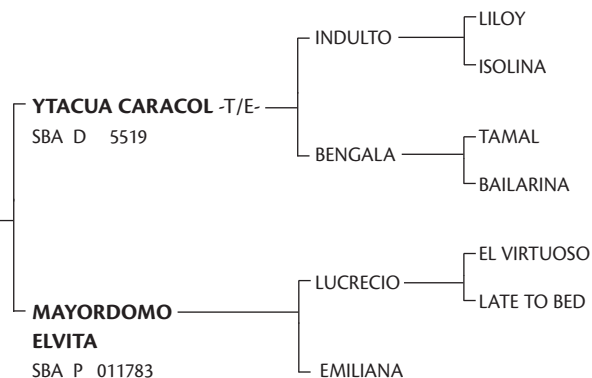 LILOY
INDULTO
ISOLINA
YTACUA CARACOL -T/E-
SBA D 5519
TAMAL
BENGALA
BAILARINA
EL VIRTUOSO
LUCRECIO
LATE TO BED
MAYORDOMO
ELVITA
SBA P 011783
EMILIANA